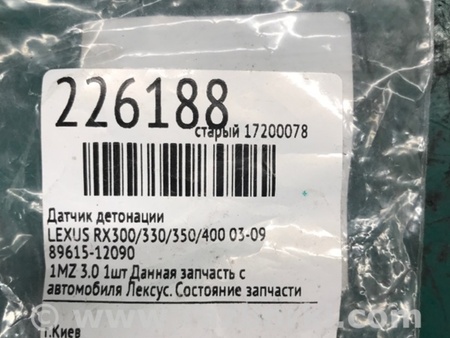 226188
старый 17200078
Датчик детонации
LEXUS RX300/330/350/400 03-09
89615-12090
1MZ 3.0 1шт Данная запчасть с
автомобиля Лексус. Состояние запчасти
г.Киев